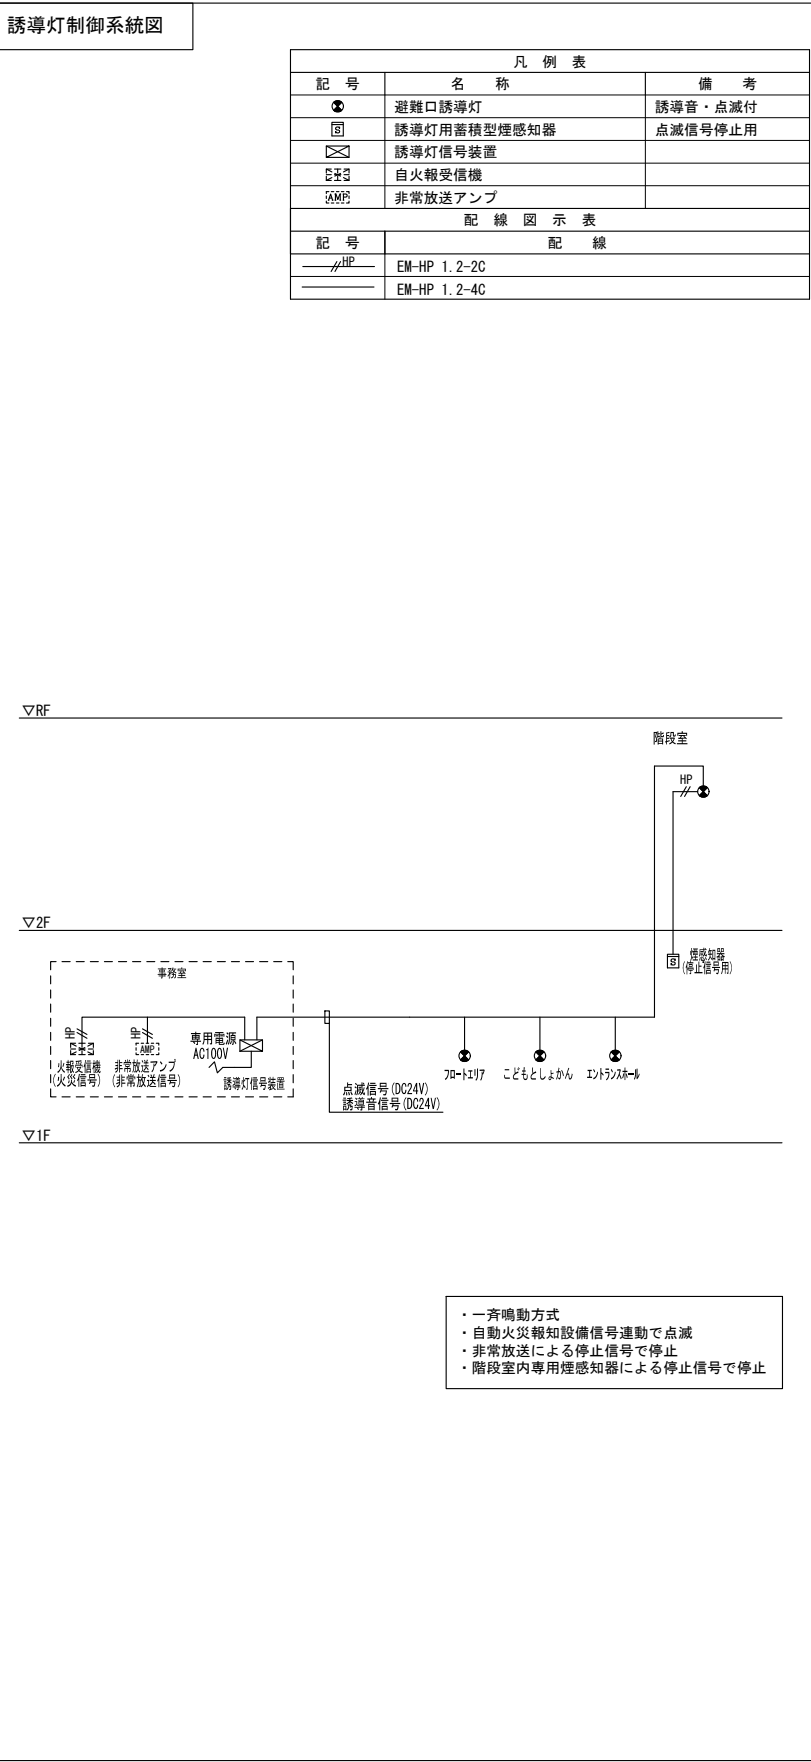 誘導灯制御系統図
凡 例 表
記 号 名 称 備 考
避難口誘導灯 誘導音・点滅付
S 誘導灯用蓄積型煙感知器 点滅信号停止用
誘導灯信号装置
自火報受信機
AMP 非常放送アンプ
配 線 図 示 表
記 号 配 線
HP EM-HP 1.2-2C
EM-HP 1.2-4C
▽RF
階段室
HP
▽2F
煙感知器
S (停止信号用)
事務室
HP HP
専用電源
AMP AC100V
火報受信機 非常放送アンプ
(火災信号) (非常放送信号) 誘導灯信号装置
フロートエリア こどもとしょかん エントランスホール
点滅信号(DC24V)
誘導音信号(DC24V)
▽1F
・一斉鳴動方式
・自動火災報知設備信号連動で点滅
・非常放送による停止信号で停止
・階段室内専用煙感知器による停止信号で停止